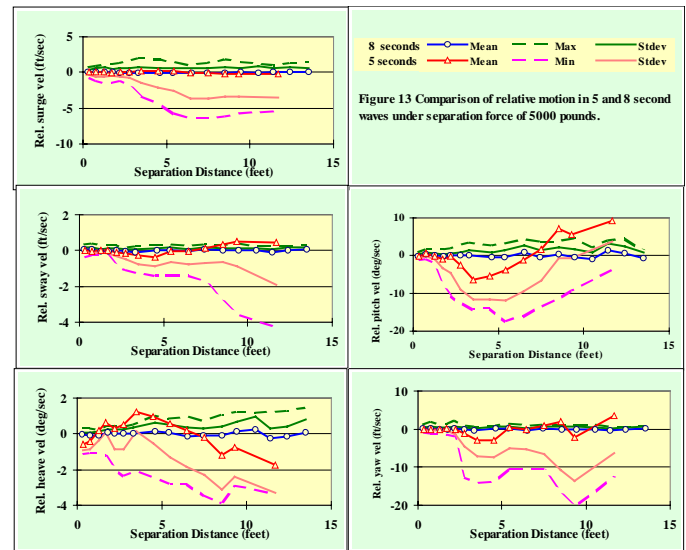 5
0
-5
-10
0 5 10 15
Rel. surge vel (ft/sec)
Separation Distance (feet)
8 seconds Mean Max Stdev
5 seconds Mean Min Stdev
Figure 13 Comparison of relative motion in 5 and 8 second
waves under separation force of 5000 pounds.
2
0
-2
-4
0 5 10 15
Rel. sway vel (ft/sec)
Separation Distance (feet)
10
0
-10
-20
0 5 10 15
Rel. pitch vel (deg/sec)
Separation Distance (feet)
2
0
-2
-4
0 5 10 15
Rel. heave vel (deg/sec)
Separation Distance (feet)
10
0
-10
-20
0 5 10 15
Rel. yaw vel (ft/sec)
Separation Distance (feet)